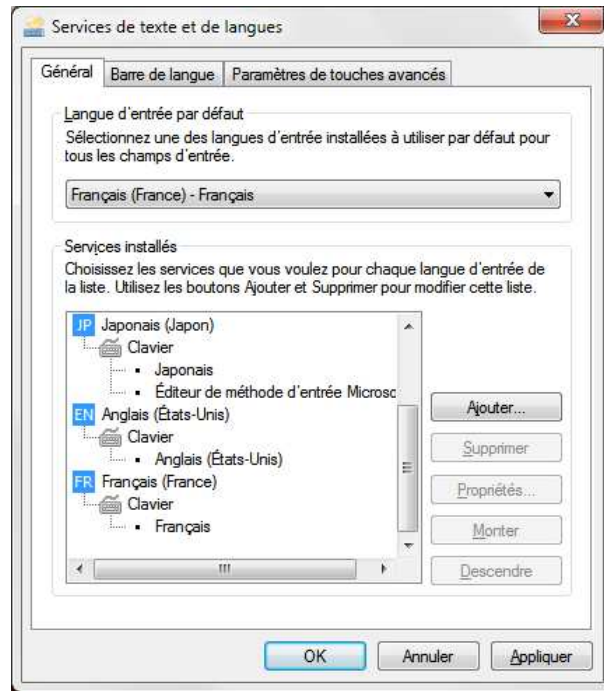 Services de texte et de langues
Général
Barre de langue
Paramètres de touches avancés
Langue d'entrée par défaut
Sélectionnez une des langues d'entrée installées à utiliser par défaut pour
tous les champs d'entrée.
Français (France) - Français
Services installés
Choisissez les services que vous voulez pour chaque langue d'entrée de
la liste. Utilisez les boutons Ajouter et Supprimer pour modifier cette liste.
JP Japonais (Japon)
Clavier
Japonais
Éditeur de méthode d'entrée Microsc
EN Anglais (États-Unis)
Clavier
Anglais (États-Unis)
FR Français (France)
Clavier
Français
Ajouter...
Supprimer
Propriétés...
Monter
Descendre
OK
Annuler
Appliquer